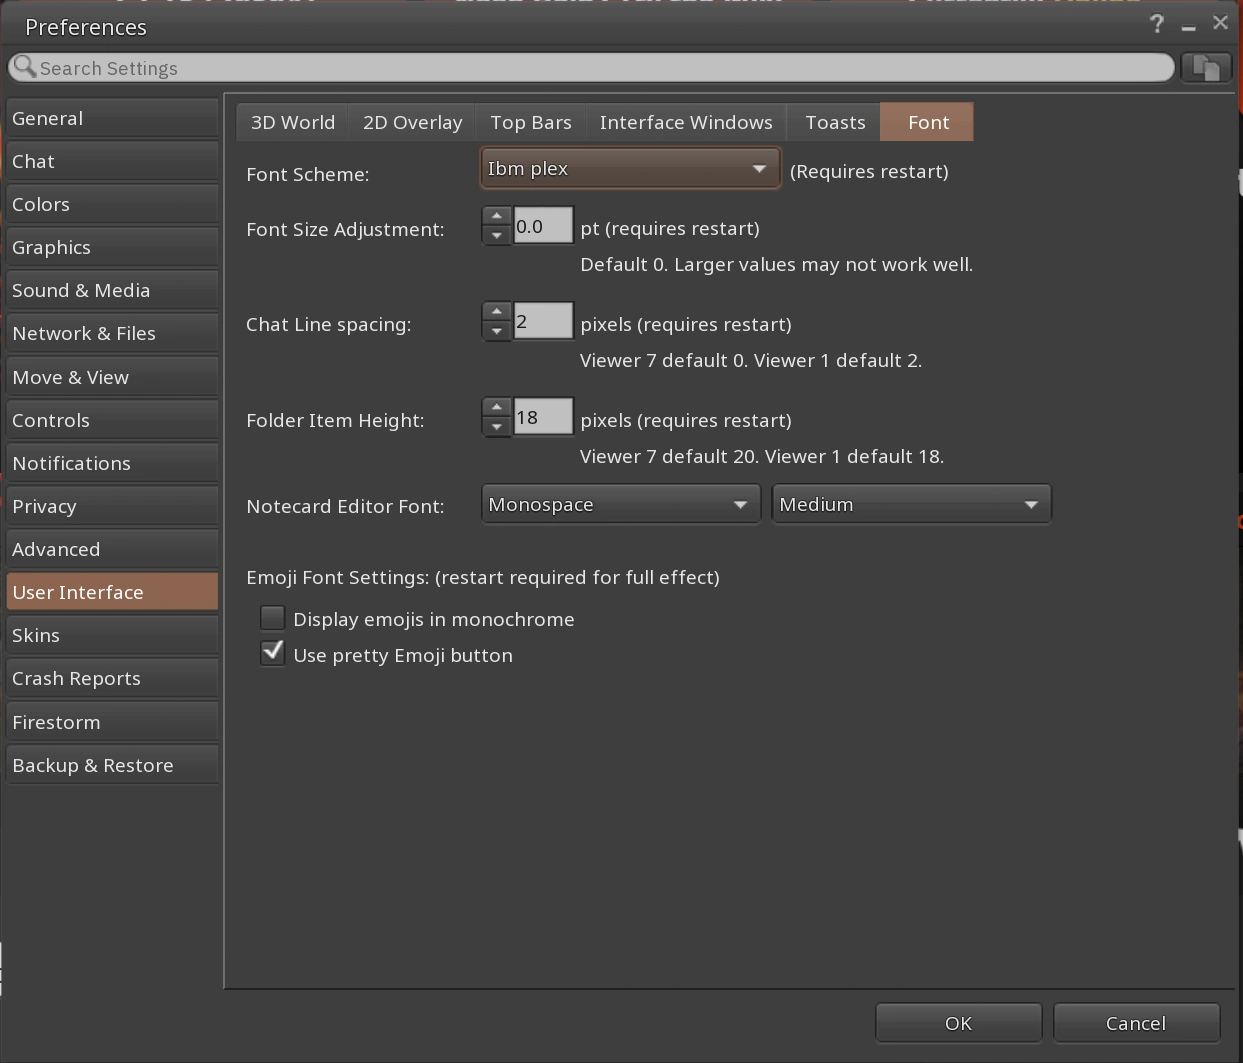 Preferences
?
Search Settings
General
Chat
Colors
Graphics
Sound & Media
Network & Files
Move & View
Controls
Notifications
Privacy
Advanced
User Interface
Skins
Crash Reports
Firestorm
Backup & Restore
3D World 2D Overlay Top Bars Interface Windows Toasts Font
Font Scheme: Ibm plex (Requires restart)
Font Size Adjustment: 0.0 pt (requires restart)
Default 0. Larger values may not work well.
Chat Line spacing: 2 pixels (requires restart)
Viewer 7 default 0. Viewer 1 default 2.
Folder Item Height: 18 pixels (requires restart)
Viewer 7 default 20. Viewer 1 default 18.
Notecard Editor Font: Monospace Medium
Emoji Font Settings: (restart required for full effect)
Display emojis in monochrome
Use pretty Emoji button
OK Cancel